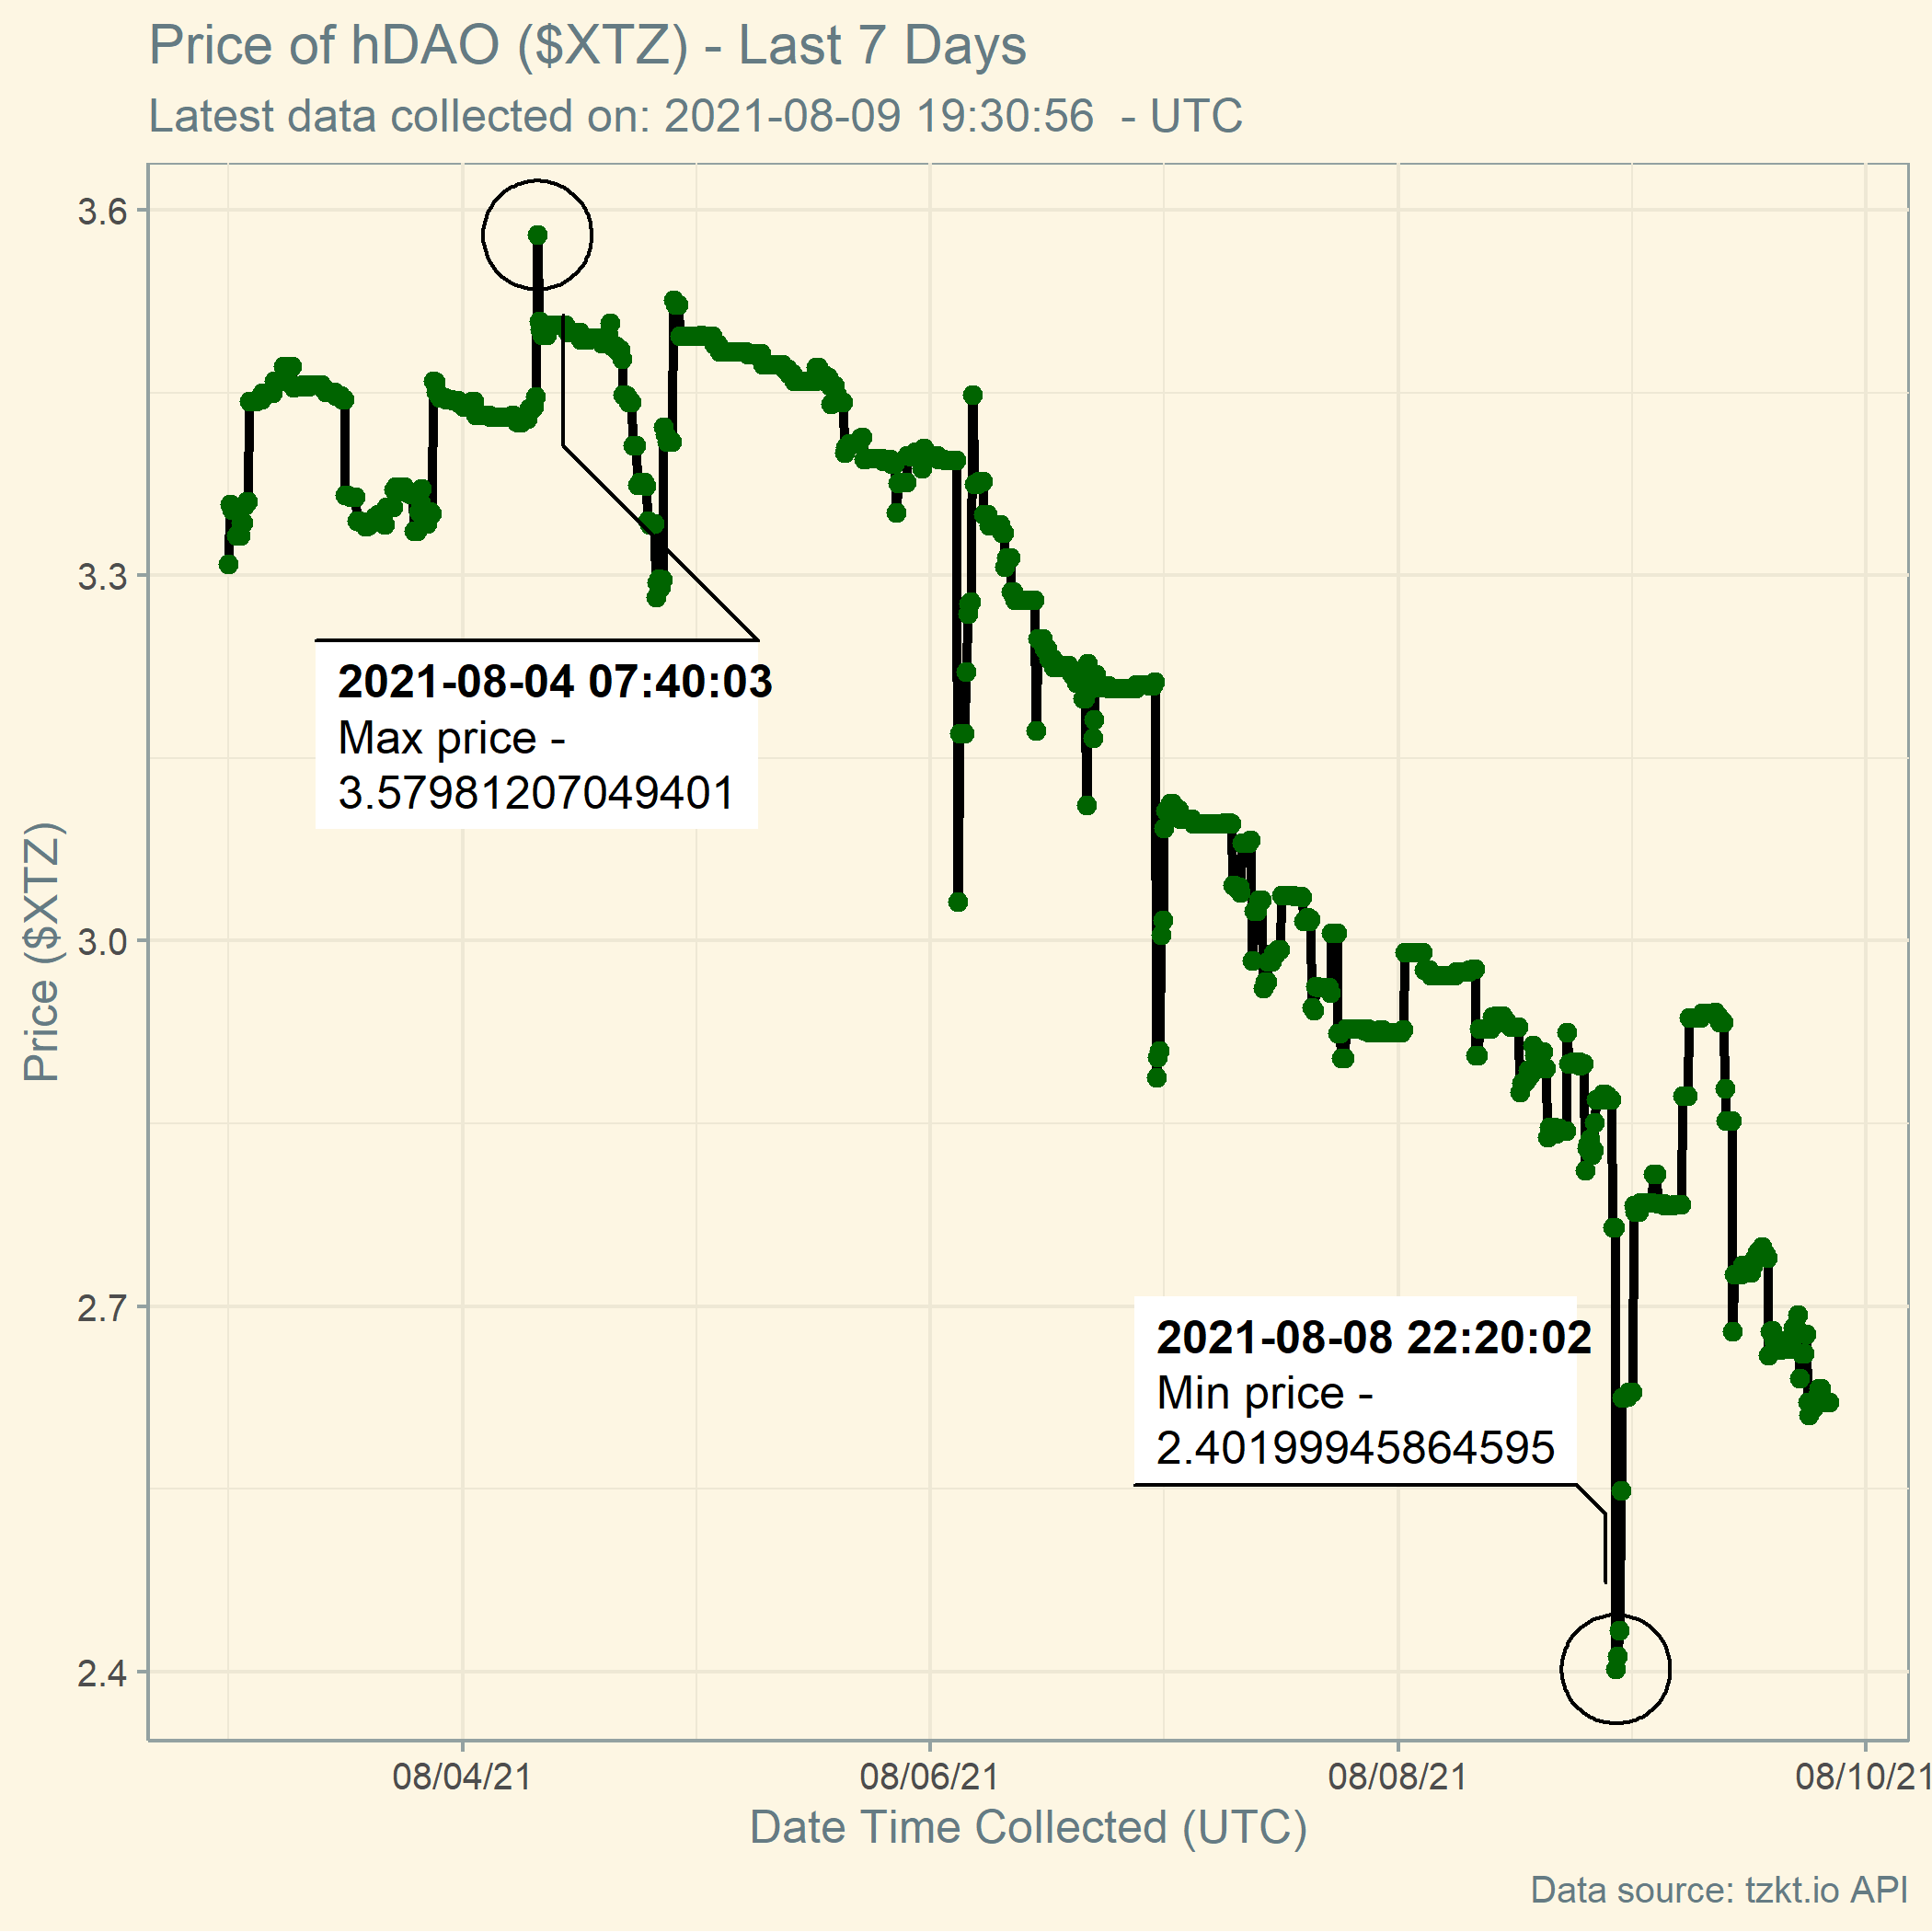 Price of hDAO ($XTZ) - Last 7 Days
Latest data collected on: 2021-08-09 19:30:56  - UTC
3.6
3.3
3.0
2.7
2.4
Price ($XTZ)
2021-08-04 07:40:03
Max price -
3.57981207049401
2021-08-08 22:20:02
Min price -
2.40199945864595
08/04/21
08/06/21
08/08/21
08/10/21
Date Time Collected (UTC)
Data source: tzkt.io API